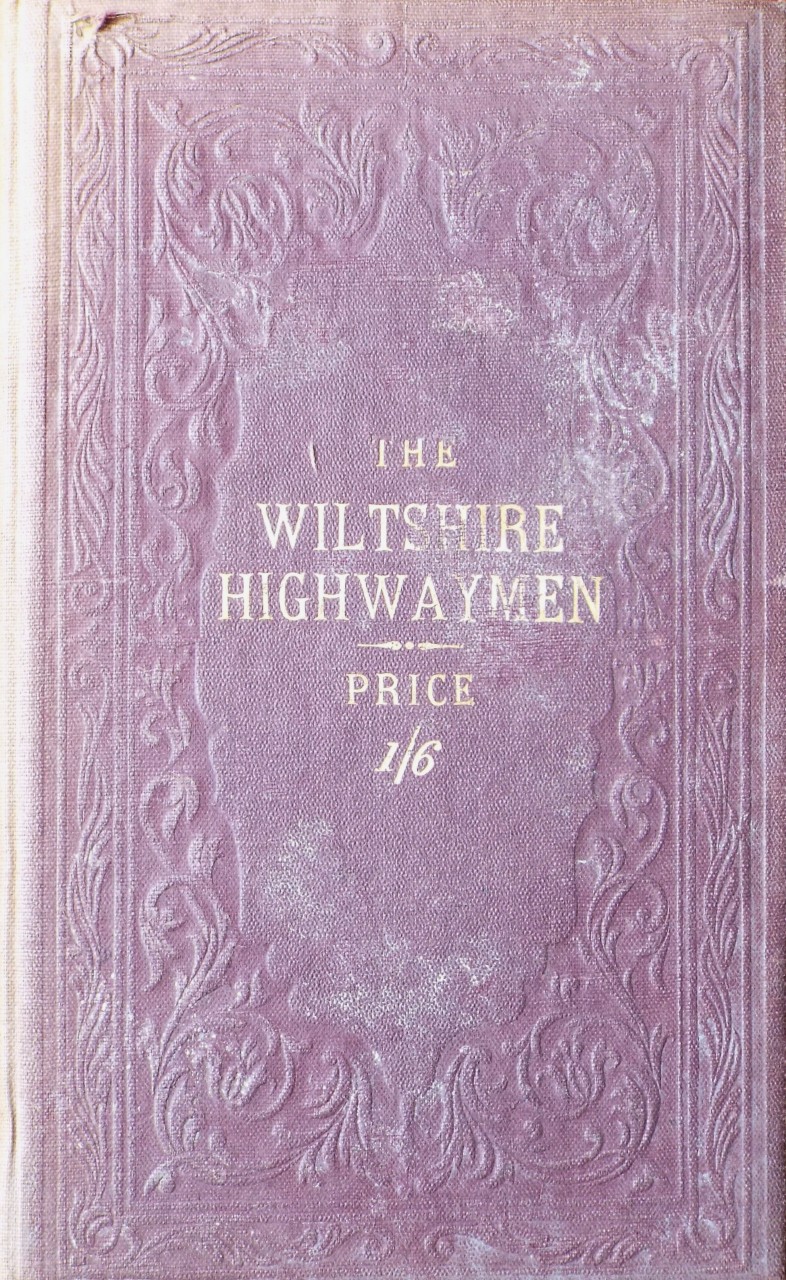 THE
WILTSHIRE
HIGHWAYMEN
PRICE
1/6